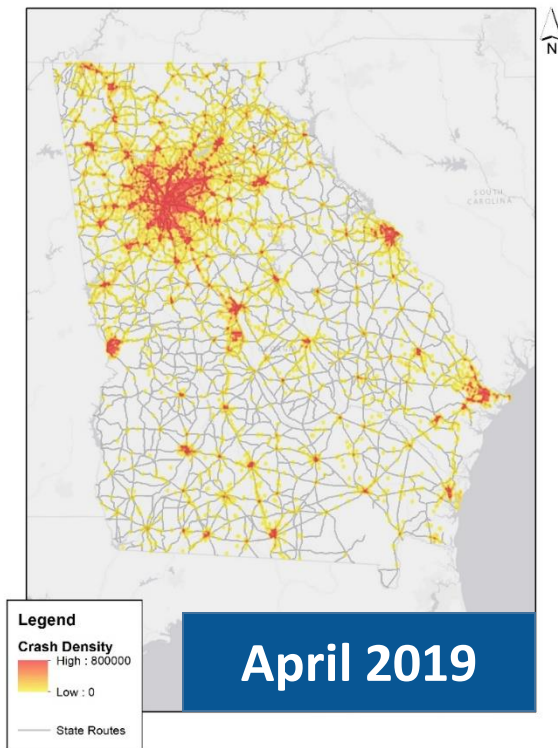 N
SOUTH
CAROLINA
Legend
Crash Density
High : 800000
Low : 0
State Routes
April 2019